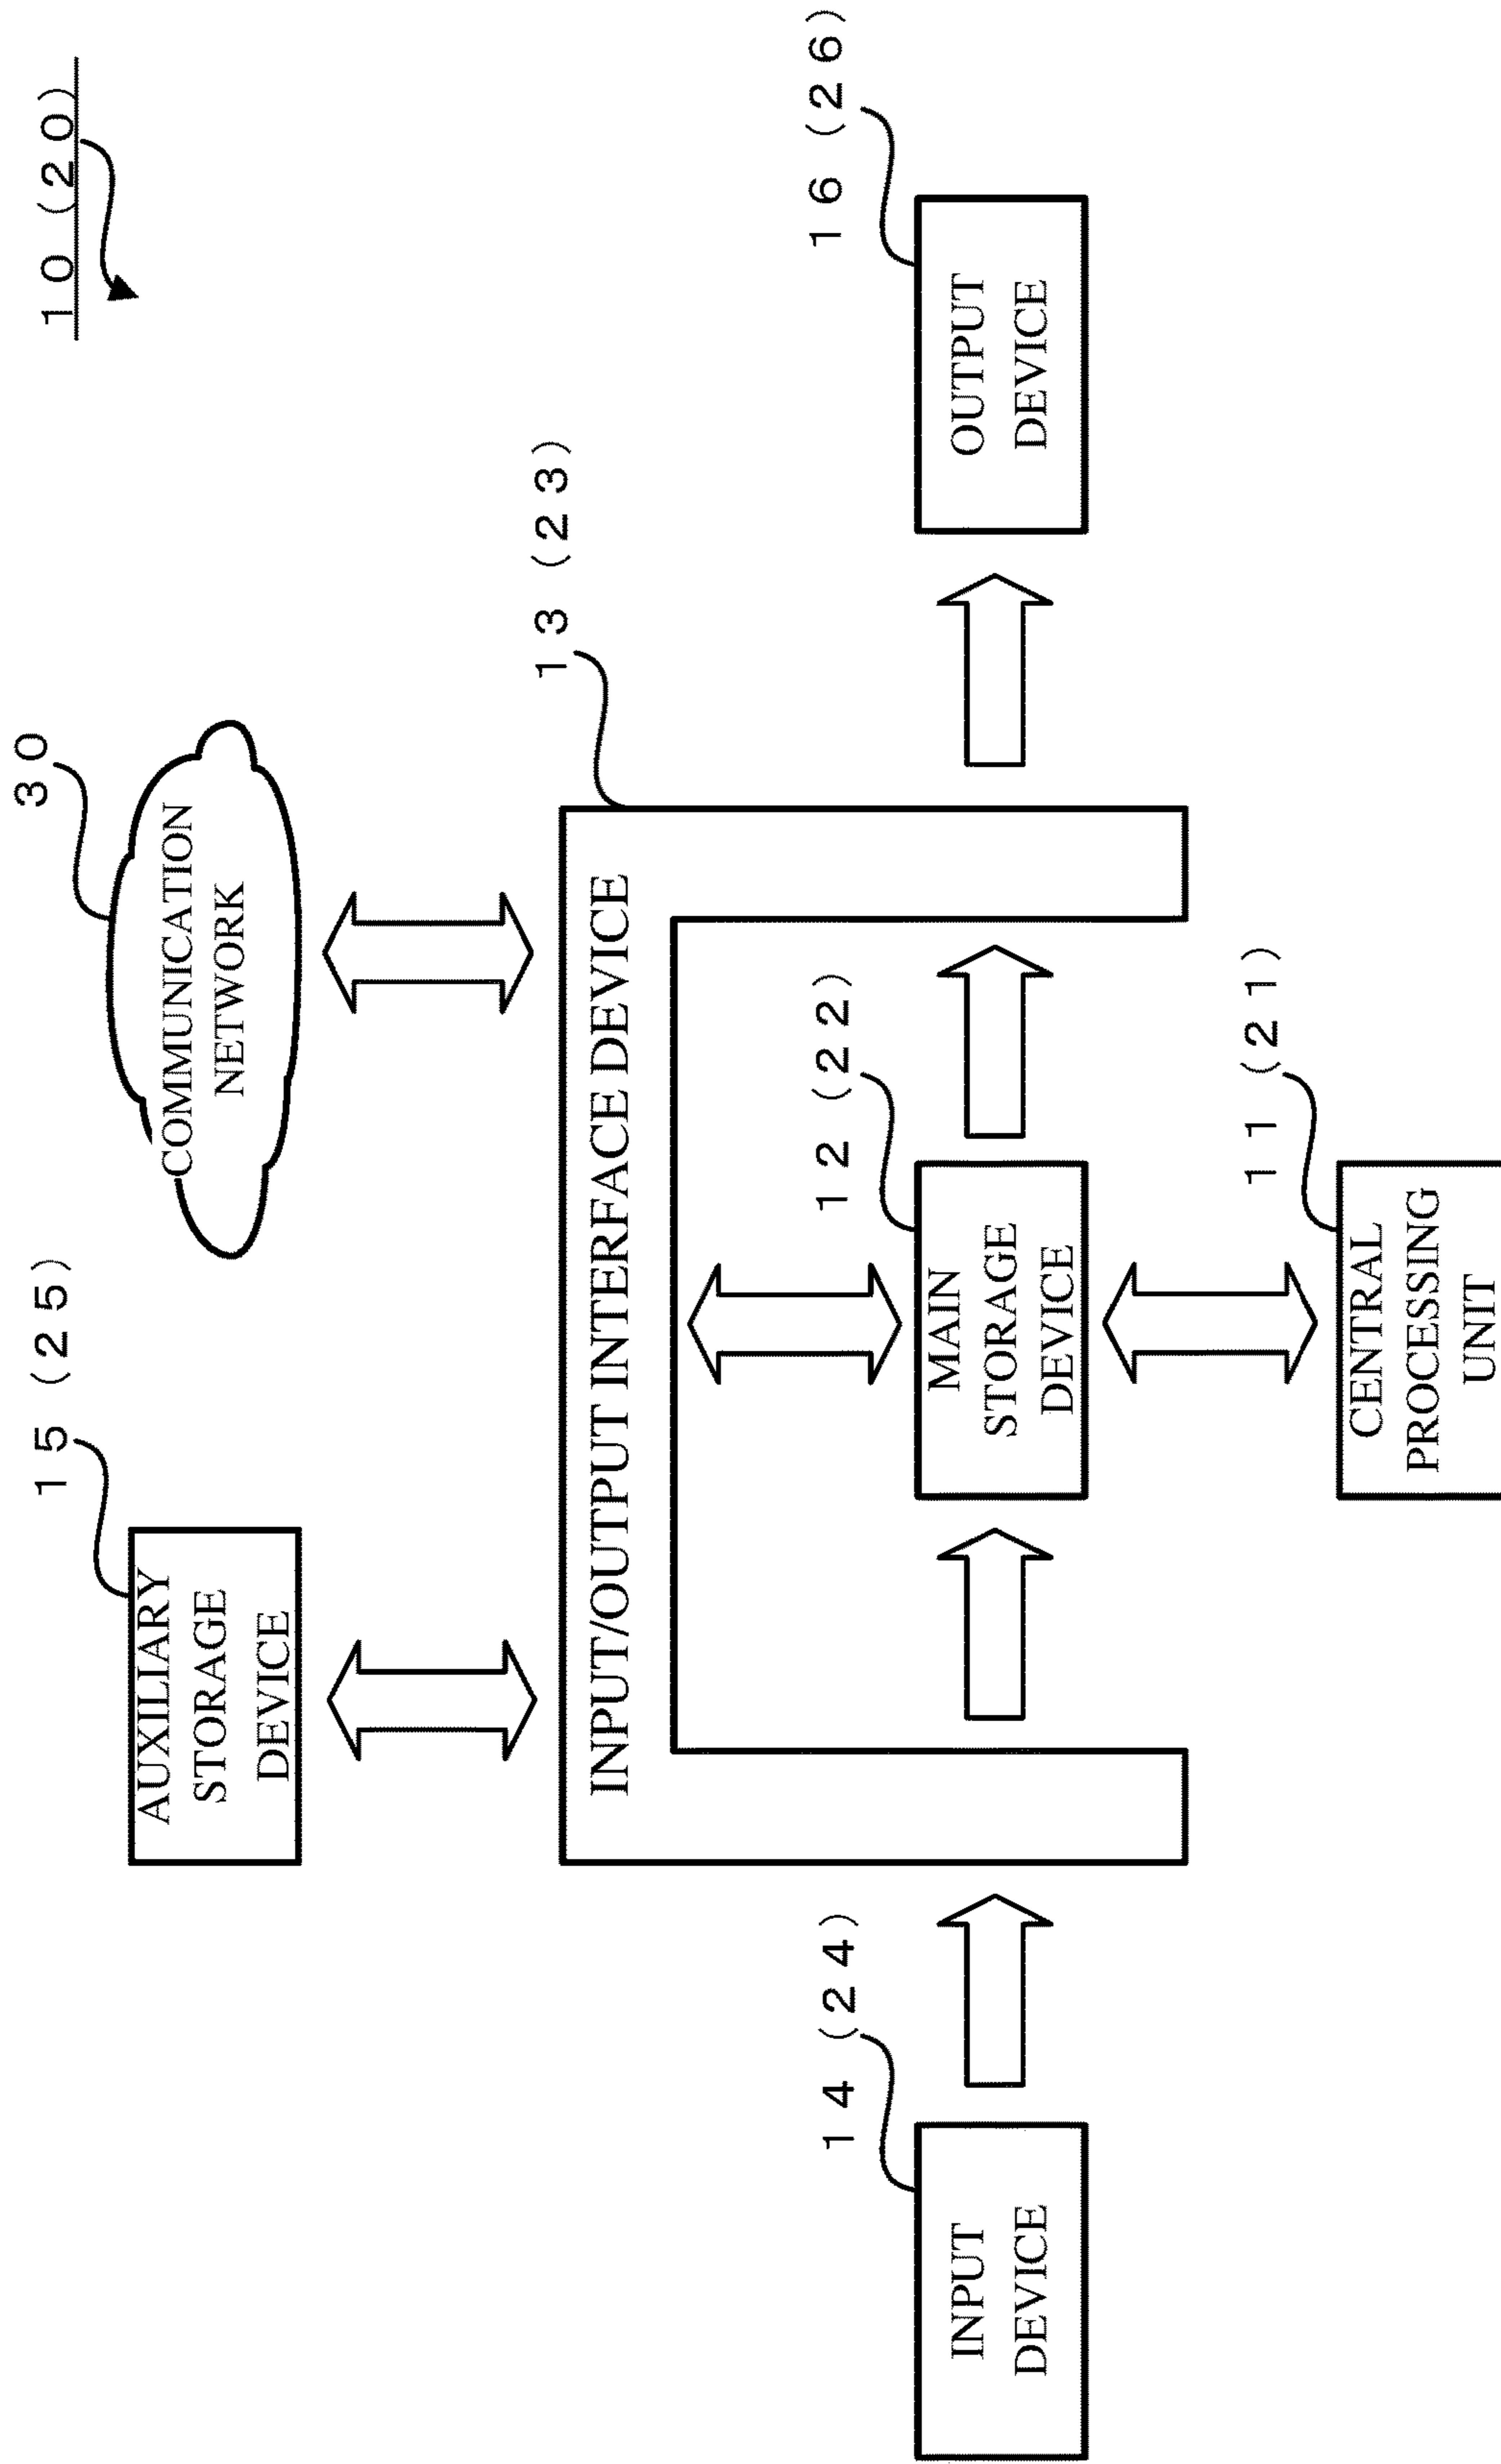 10 (20)
30
COMMUNICATION
NETWORK
15 (25)
AUXILIARY
STORAGE
DEVICE
13 (23)
INPUT/OUTPUT INTERFACE DEVICE
14 (24)
INPUT
DEVICE
12 (22)
MAIN
STORAGE
DEVICE
16 (26)
OUTPUT
DEVICE
11 (21)
CENTRAL
PROCESSING
UNIT